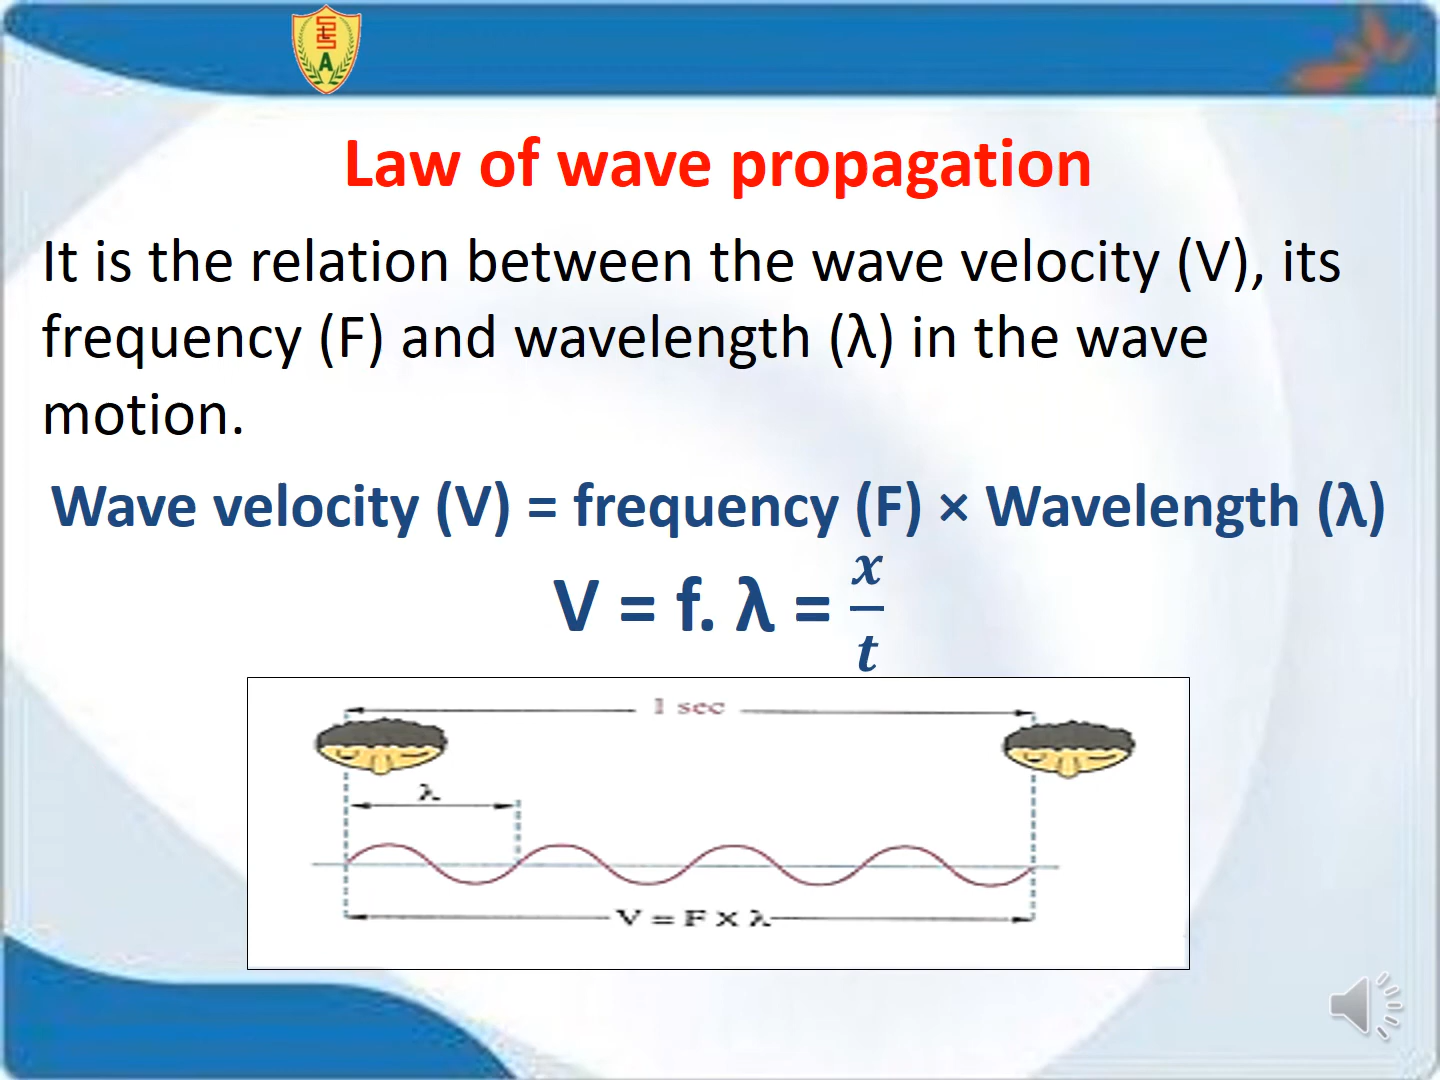 Law of wave propagation
It is the relation between the wave velocity (V), its
frequency (F) and wavelength (λ) in the wave
motion.
Wave velocity (V) = frequency (F) × Wavelength (λ)
V = f. λ = x/t
1 sec
λ
V = F X λ